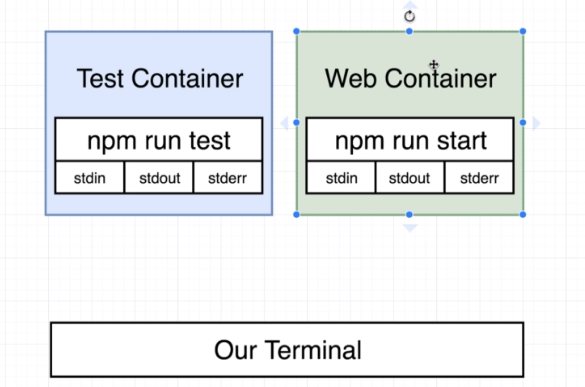 Test Container
npm run test
stdin stdout stderr
Web Container
npm run start
stdin stdout stderr
Our Terminal